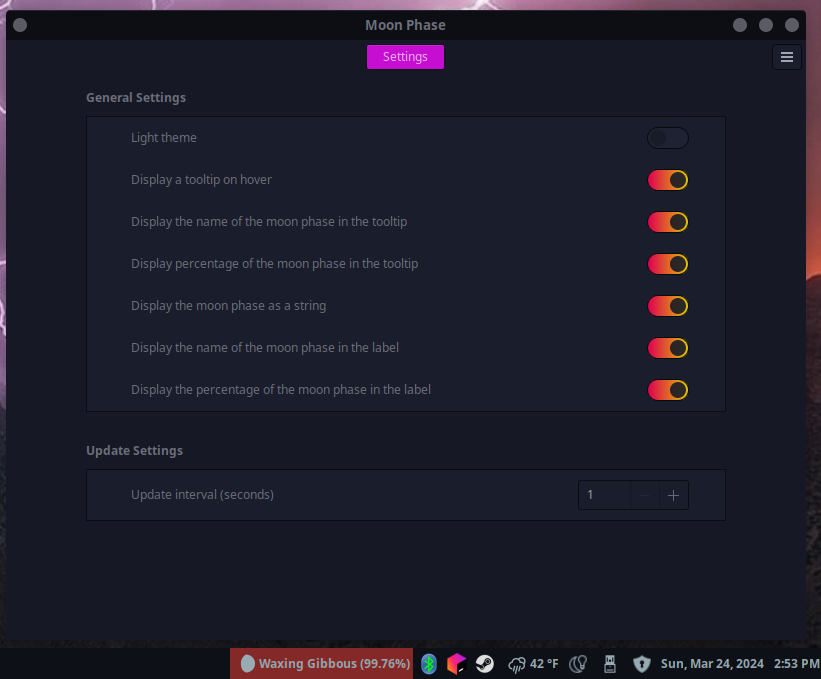 Moon Phase
Settings
General Settings
Light theme
Display a tooltip on hover
Display the name of the moon phase in the tooltip
Display percentage of the moon phase in the tooltip
Display the moon phase as a string
Display the name of the moon phase in the label
Display the percentage of the moon phase in the label
Update Settings
Update interval (seconds) 1
Waxing Gibbous (99.76%) 42 °F Sun, Mar 24, 2024 2:53 PM